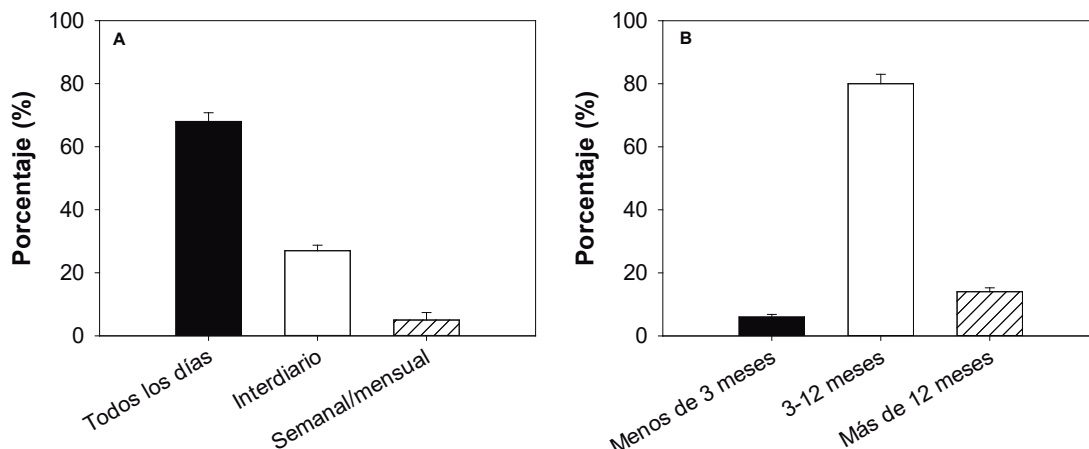 A
Porcentaje (%)
100
80
60
40
20
0
Todos los días
Interdiario
Semanal/mensual
B
Porcentaje (%)
100
80
60
40
20
0
Menos de 3 meses
3-12 meses
Más de 12 meses